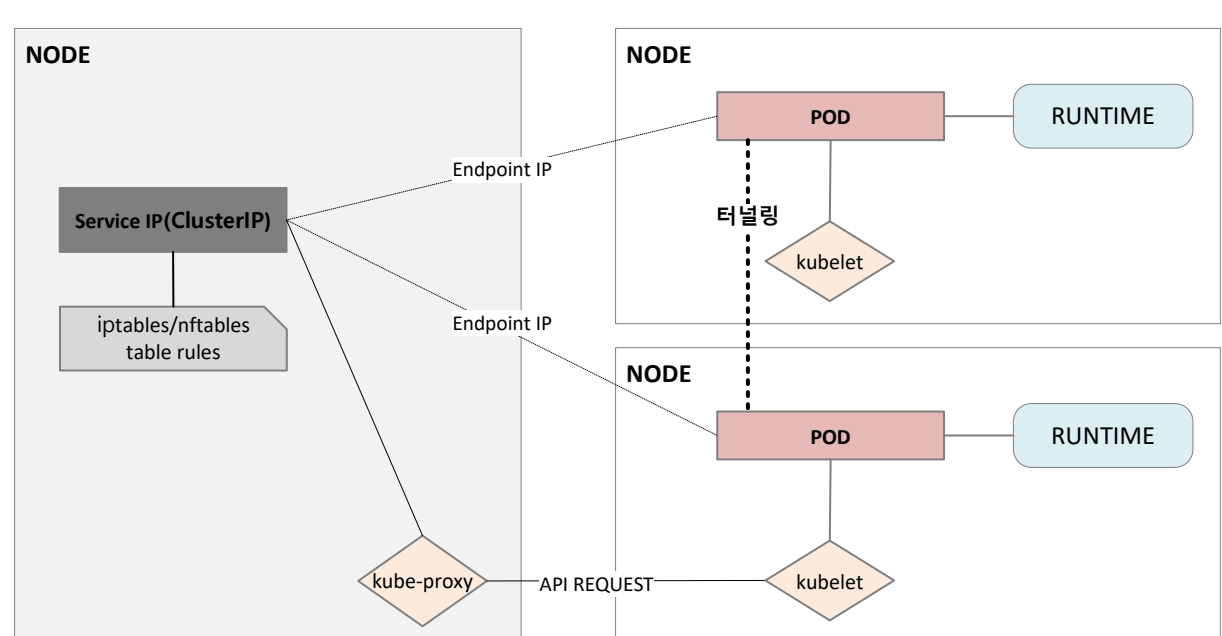 NODE
Service IP(ClusterIP)
iptables/nftables
table rules
kube-proxy
Endpoint IP
Endpoint IP
API REQUEST
NODE
POD
RUNTIME
터널링
kubelet
NODE
POD
RUNTIME
kubelet